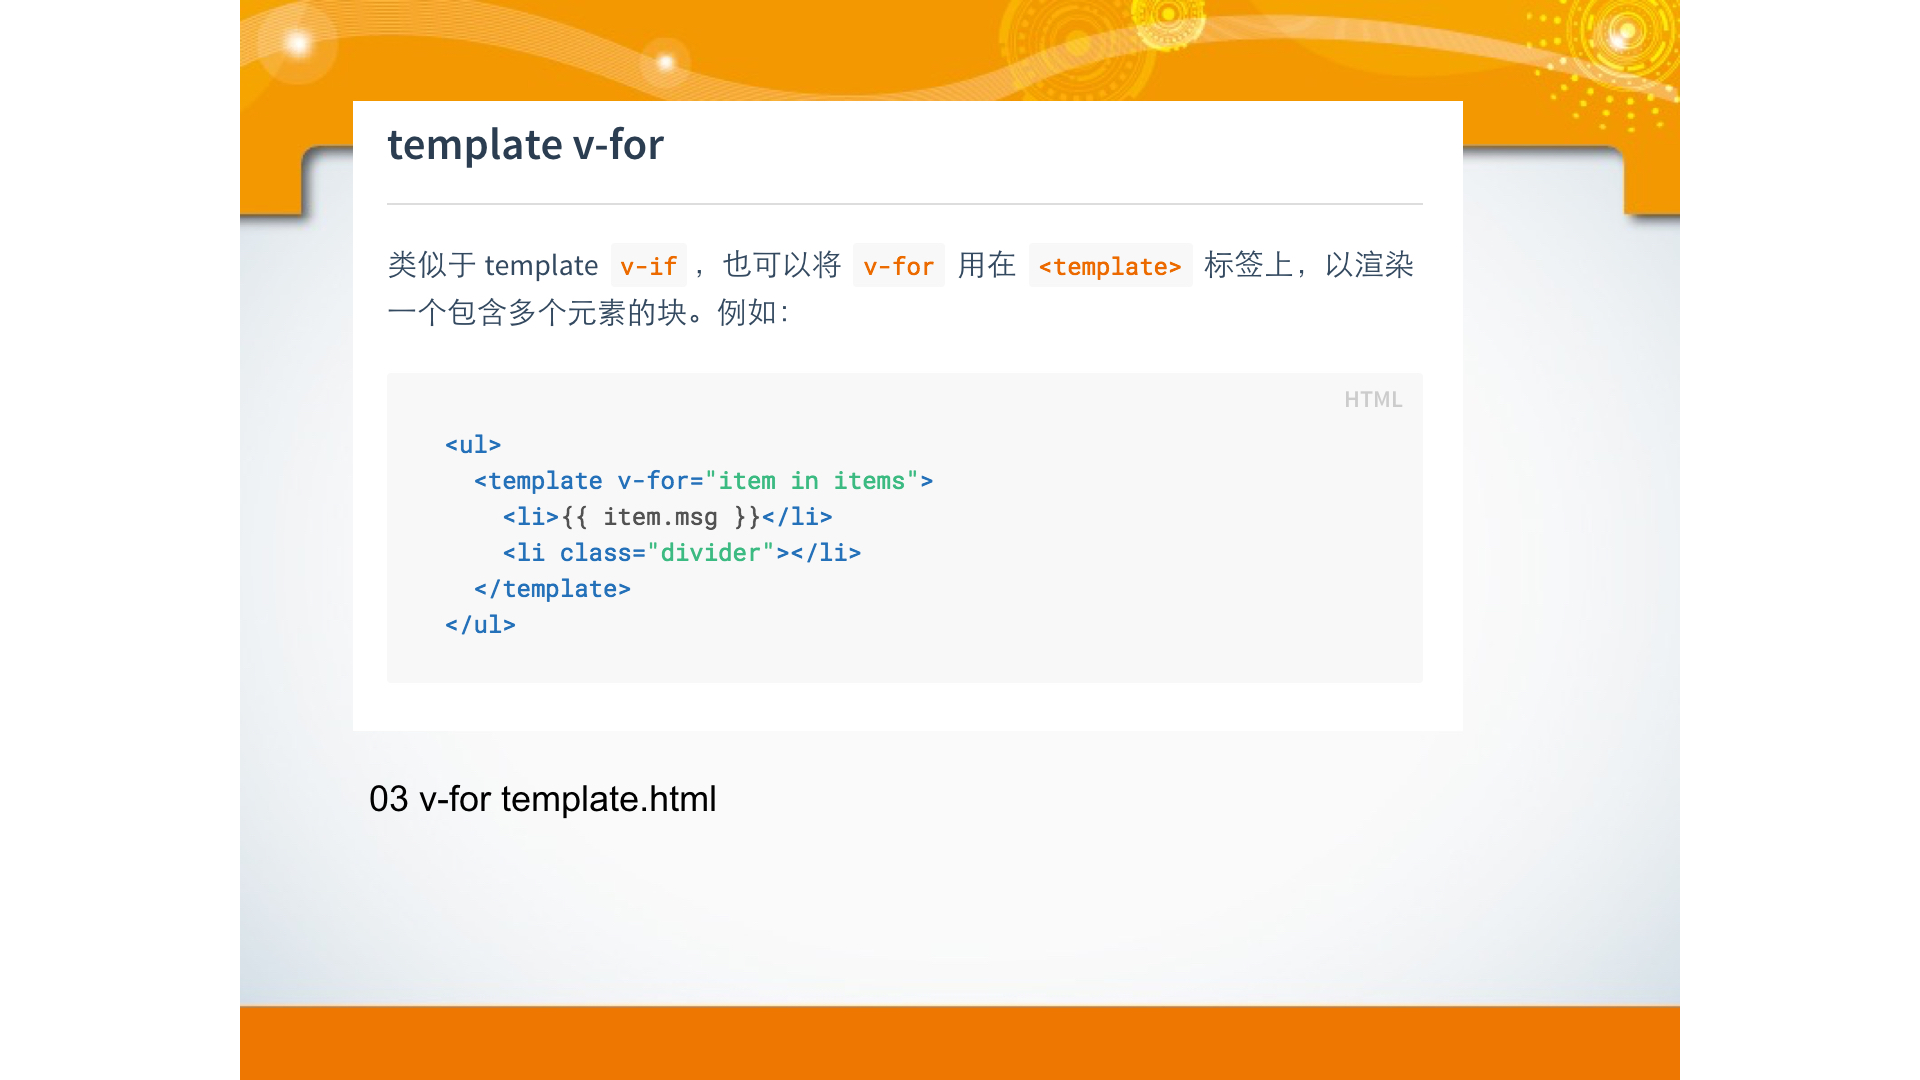 template v-for
类似于 template v-if ，也可以将 v-for 用在 <template> 标签上，以渲染
一个包含多个元素的块。例如：
HTML
<ul>
  <template v-for="item in items">
    <li>{{ item.msg }}</li>
    <li class="divider"></li>
  </template>
</ul>
03 v-for template.html